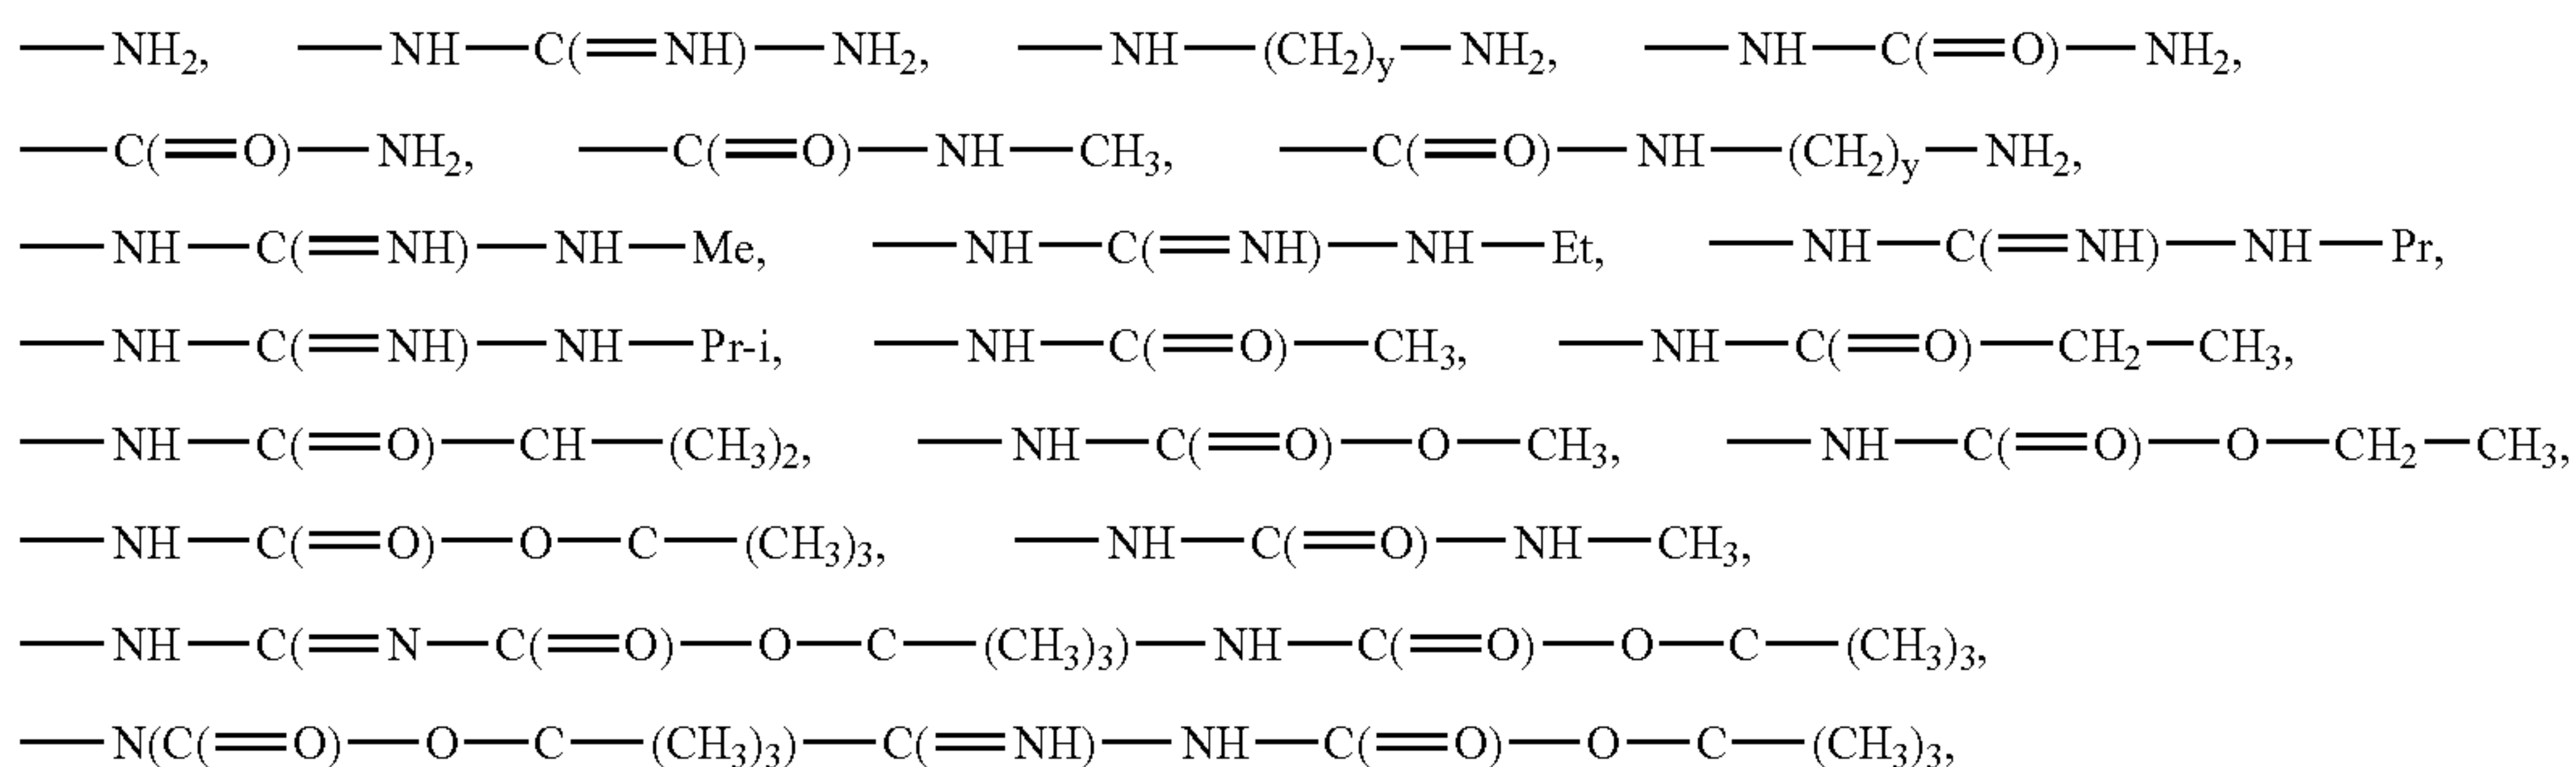 —NH₂, —NH—C(=NH)—NH₂, —NH—(CH₂)y—NH₂, —NH—C(=O)—NH₂,
—C(=O)—NH₂, —C(=O)—NH—CH₃, —C(=O)—NH—(CH₂)y—NH₂,
—NH—C(=NH)—NH—Me, —NH—C(=NH)—NH—Et, —NH—C(=NH)—NH—Pr,
—NH—C(=NH)—NH—Pr-i, —NH—C(=O)—CH₃, —NH—C(=O)—CH₂—CH₃,
—NH—C(=O)—CH—(CH₃)₂, —NH—C(=O)—O—CH₃, —NH—C(=O)—O—CH₂—CH₃,
—NH—C(=O)—O—C—(CH₃)₃, —NH—C(=O)—NH—CH₃,
—NH—C(=N—C(=O)—O—C—(CH₃)₃)—NH—C(=O)—O—C—(CH₃)₃,
—N(C(=O)—O—C—(CH₃)₃)—C(=NH)—NH—C(=O)—O—C—(CH₃)₃,